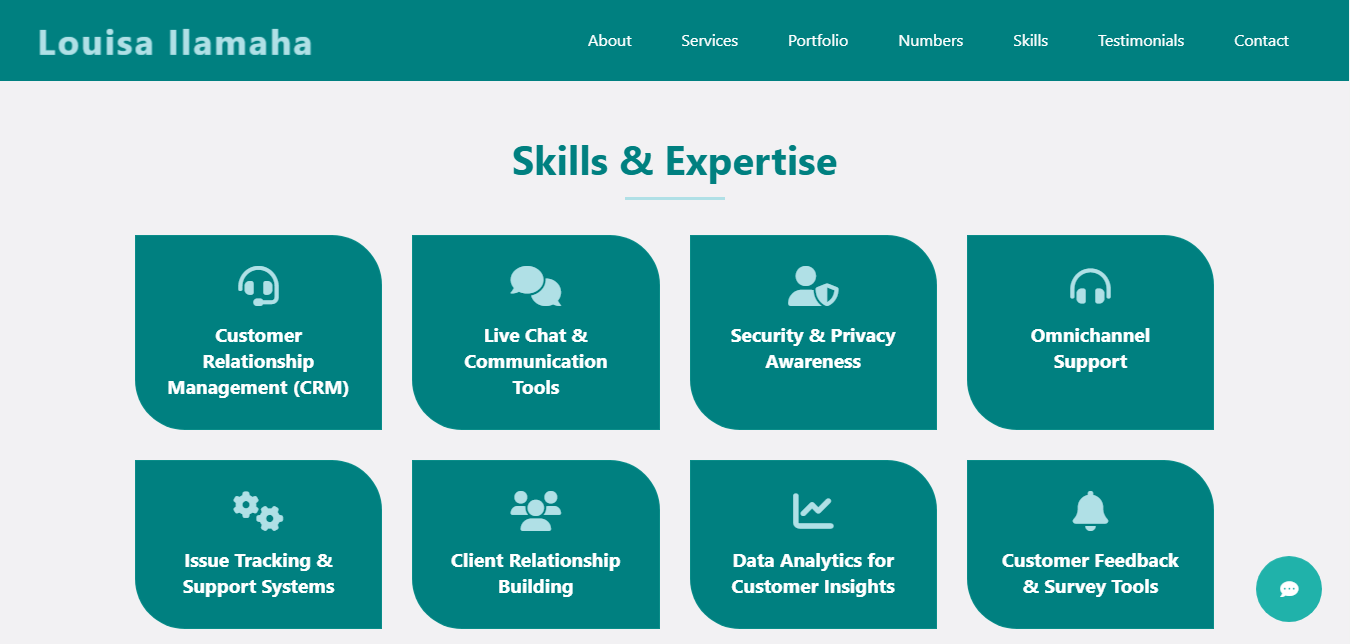 Louisa Ilamaha
About Services Portfolio Numbers Skills Testimonials Contact
Skills & Expertise
Customer
Relationship
Management (CRM)
Live Chat &
Communication
Tools
Security & Privacy
Awareness
Omnichannel
Support
Issue Tracking &
Support Systems
Client Relationship
Building
Data Analytics for
Customer Insights
Customer Feedback
& Survey Tools